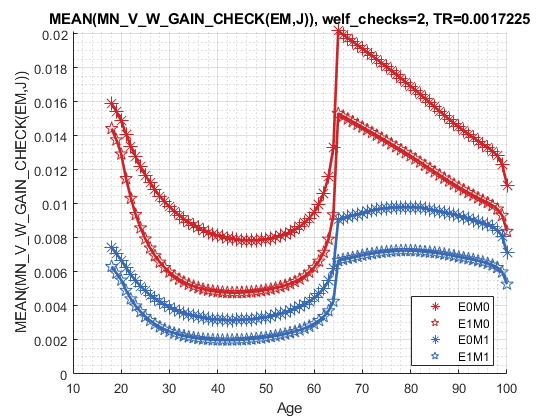 MEAN(MN_V_W_GAIN_CHECK(EM,J)), welf_checks=2, TR=0.0017225
MEAN(MN_V_W_GAIN_CHECK(EM,J))
0.02
0.018
0.016
0.014
0.012
0.01
0.008
0.006
0.004
0.002
0
10 20 30 40 50 60 70 80 90 100
Age
E0M0
E1M0
E0M1
E1M1